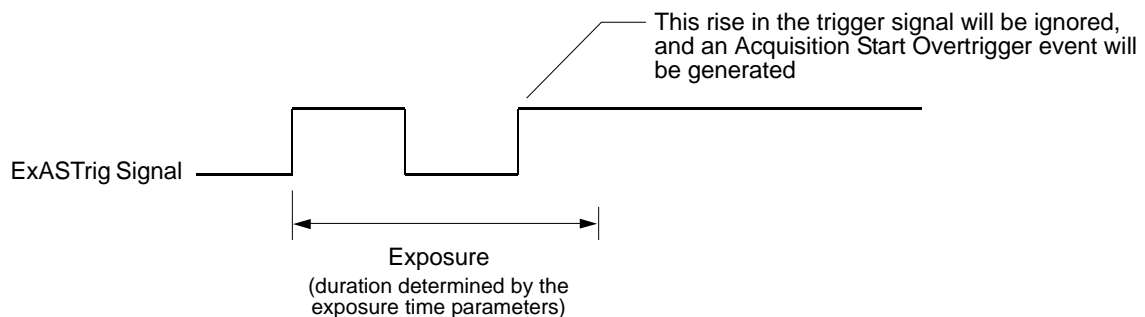 This rise in the trigger signal will be ignored,
and an Acquisition Start Overtrigger event will
be generated
ExASTrig Signal
Exposure
(duration determined by the
exposure time parameters)